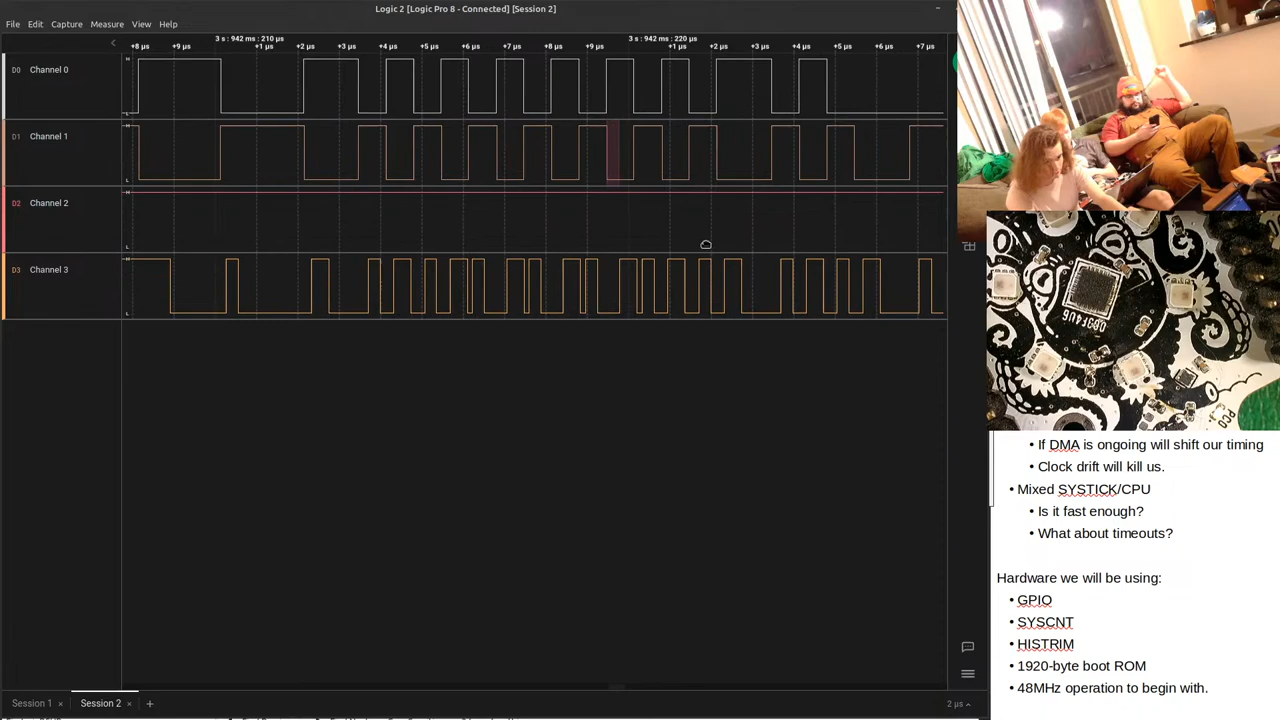 Logic 2 [Logic Pro 8 - Connected] [Session 2]
File Edit Capture Measure View Help
3 s : 942 ms : 210 µs 3 s : 942 ms : 220 µs
+8 µs +9 µs +1 µs +2 µs +3 µs +4 µs +5 µs +6 µs +7 µs +8 µs +9 µs +1 µs +2 µs +3 µs +4 µs +5 µs +6 µs +7 µs
D0 Channel 0
H
L
D1 Channel 1
H
L
D2 Channel 2
H
L
D3 Channel 3
H
L
Session 1 × Session 2 × +
2 µs
• If DMA is ongoing will shift our timing
• Clock drift will kill us.
• Mixed SYSTICK/CPU
• Is it fast enough?
• What about timeouts?
Hardware we will be using:
• GPIO
• SYSCNT
• HISTRIM
• 1920-byte boot ROM
• 48MHz operation to begin with.